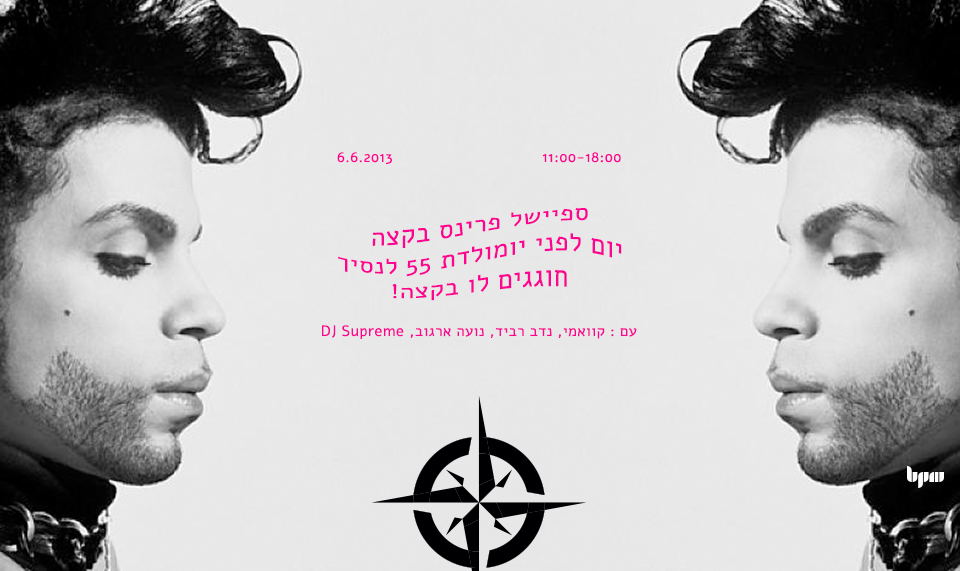 6.6.2013
11:00-18:00
ספיישל פרינס בקצה
יום לפני יומולדת 55 לנסיך
חוגגים לו בקצה!
עם : קוואמי, נדב רביד, נועה ארגוב, DJ Supreme
bpm